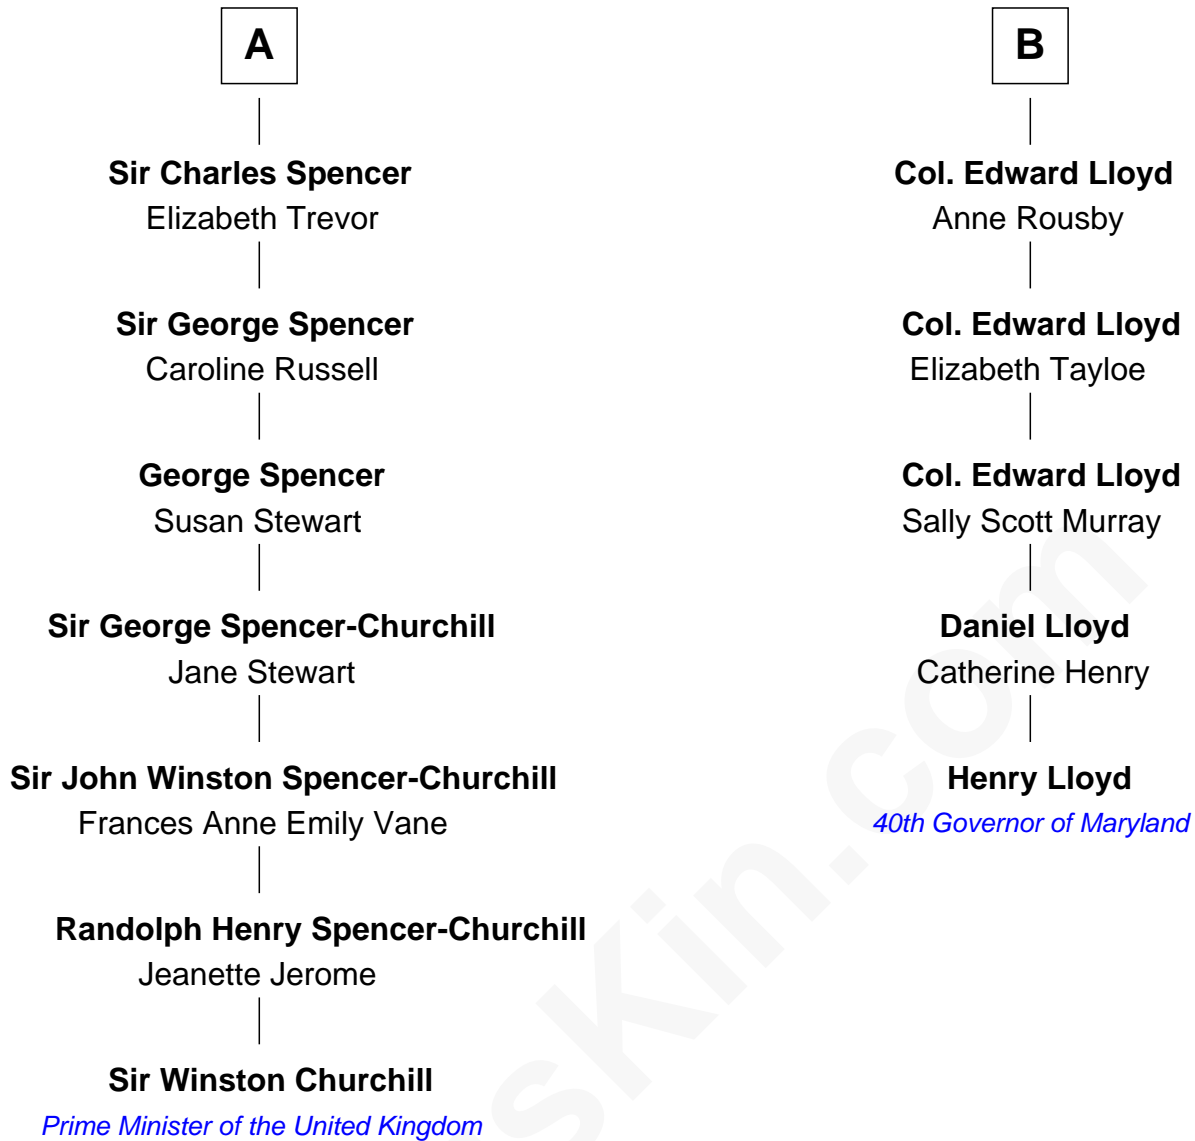 A
Sir Charles Spencer
Elizabeth Trevor
Sir George Spencer
Caroline Russell
George Spencer
Susan Stewart
Sir George Spencer-Churchill
Jane Stewart
Sir John Winston Spencer-Churchill
Frances Anne Emily Vane
Randolph Henry Spencer-Churchill
Jeanette Jerome
Sir Winston Churchill
Prime Minister of the United Kingdom
B
Col. Edward Lloyd
Anne Rousby
Col. Edward Lloyd
Elizabeth Tayloe
Col. Edward Lloyd
Sally Scott Murray
Daniel Lloyd
Catherine Henry
Henry Lloyd
40th Governor of Maryland
sKin.com